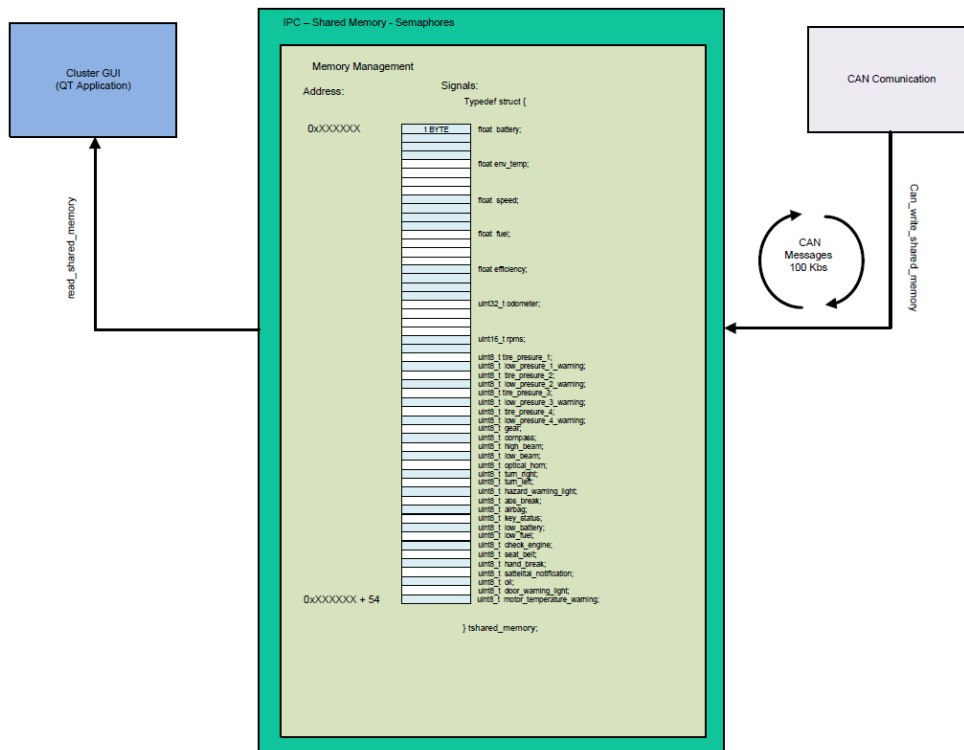 IPC – Shared Memory - Semaphores
Cluster GUI
(QT Application)
CAN Comunication
Memory Management
Address:
Signals:
Typedef struct {
0xXXXXXX
1 BYTE
float battery;
float env_temp;
float speed;
float fuel;
float efficiency;
uint32_t odometer;
uint16_t rpms;
uint8_t tire_presure_1;
uint8_t low_presure_1_warning;
uint8_t tire_presure_2;
uint8_t low_presure_2_warning;
uint8_t tire_presure_3;
uint8_t low_presure_3_warning;
uint8_t tire_presure_4;
uint8_t low_presure_4_warning;
uint8_t gear;
uint8_t compass;
uint8_t high_beam;
uint8_t low_beam;
uint8_t optical_horn;
uint8_t turn_right;
uint8_t turn_left;
uint8_t hazard_warning_light;
uint8_t abs_break;
uint8_t airbag;
uint8_t key_status;
uint8_t low_battery;
uint8_t low_fuel;
uint8_t check_engine;
uint8_t seat_belt;
uint8_t hand_break;
uint8_t sattelital_notification;
uint8_t oil;
uint8_t door_warning_light;
0xXXXXXX + 54
uint8_t motor_temperature_warning;
} tshared_memory;
read_shared_memory
CAN
Messages
100 Kbs
Can_write_shared_memory